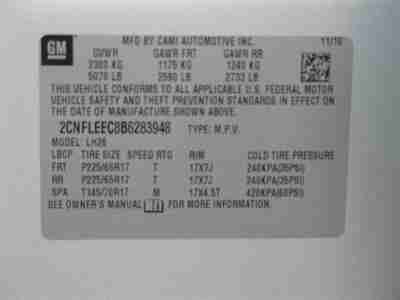 GM
MFD BY CAMI AUTOMOTIVE INC. 11/10
GVWR GAWR FRT GAWR RR
2300 KG 1175 KG 1240 KG
5070 LB 2590 LB 2733 LB
THIS VEHICLE CONFORMS TO ALL APPLICABLE U.S. FEDERAL MOTOR
VEHICLE SAFETY AND THEFT PREVENTION STANDARDS IN EFFECT
ON THE DATE OF MANUFACTURE SHOWN ABOVE.
2CNFLEEC8B6283948 TYPE: M.P.V.
MODEL: LH26
TIRE SIZE SPEED RTG RIM COLD TIRE PRESSURE
FRT P225/65R17 T 17X7J 240KPA(35PSI)
RR P225/65R17 T 17X7J 240KPA(35PSI)
SPA T145/70R17 M 17X4.5T 420KPA(60PSI)
SEE OWNER'S MANUAL FOR MORE INFORMATION.